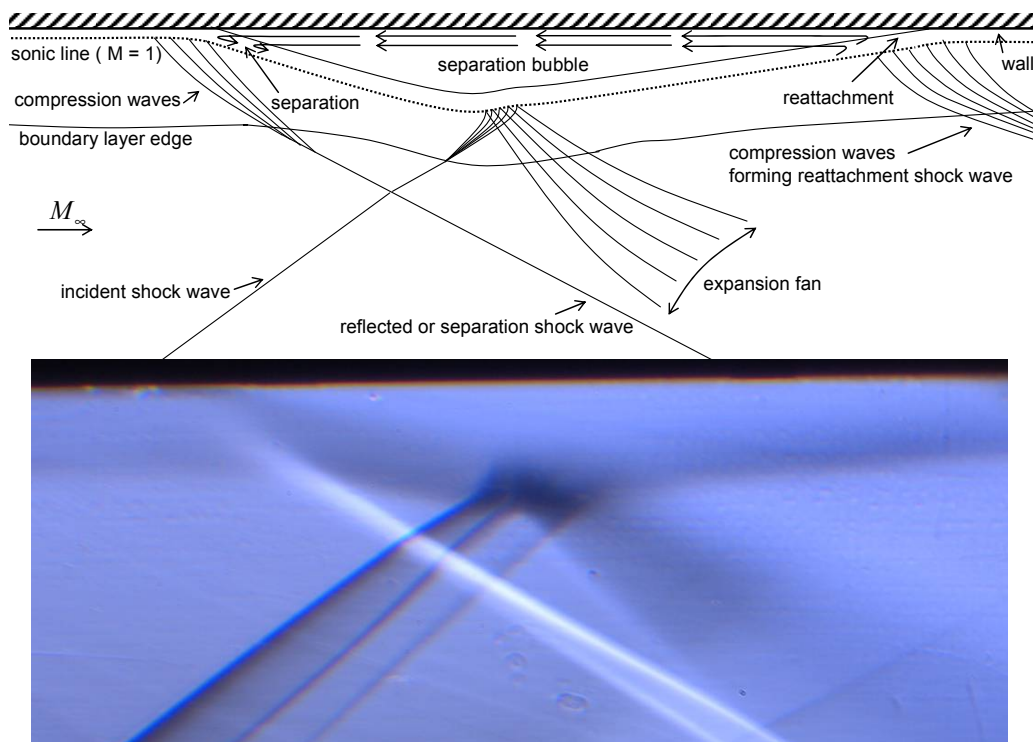 sonic line ( M = 1)
separation bubble
wall
compression waves
separation
reattachment
boundary layer edge
compression waves
forming reattachment shock wave
M∞
incident shock wave
expansion fan
reflected or separation shock wave